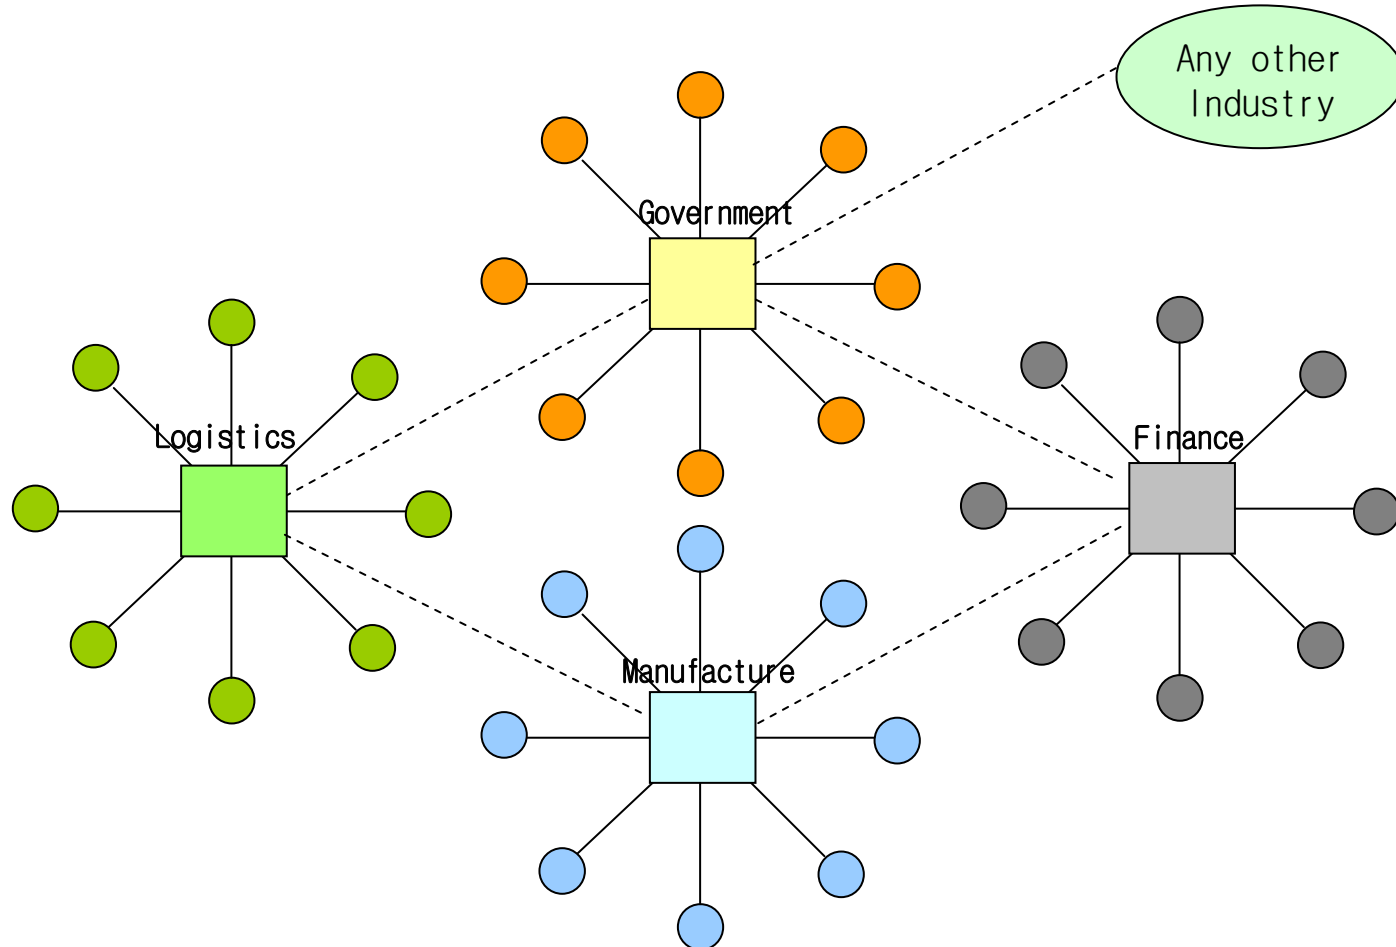 Any other
Industry
Government
Logistics
Finance
Manufacture